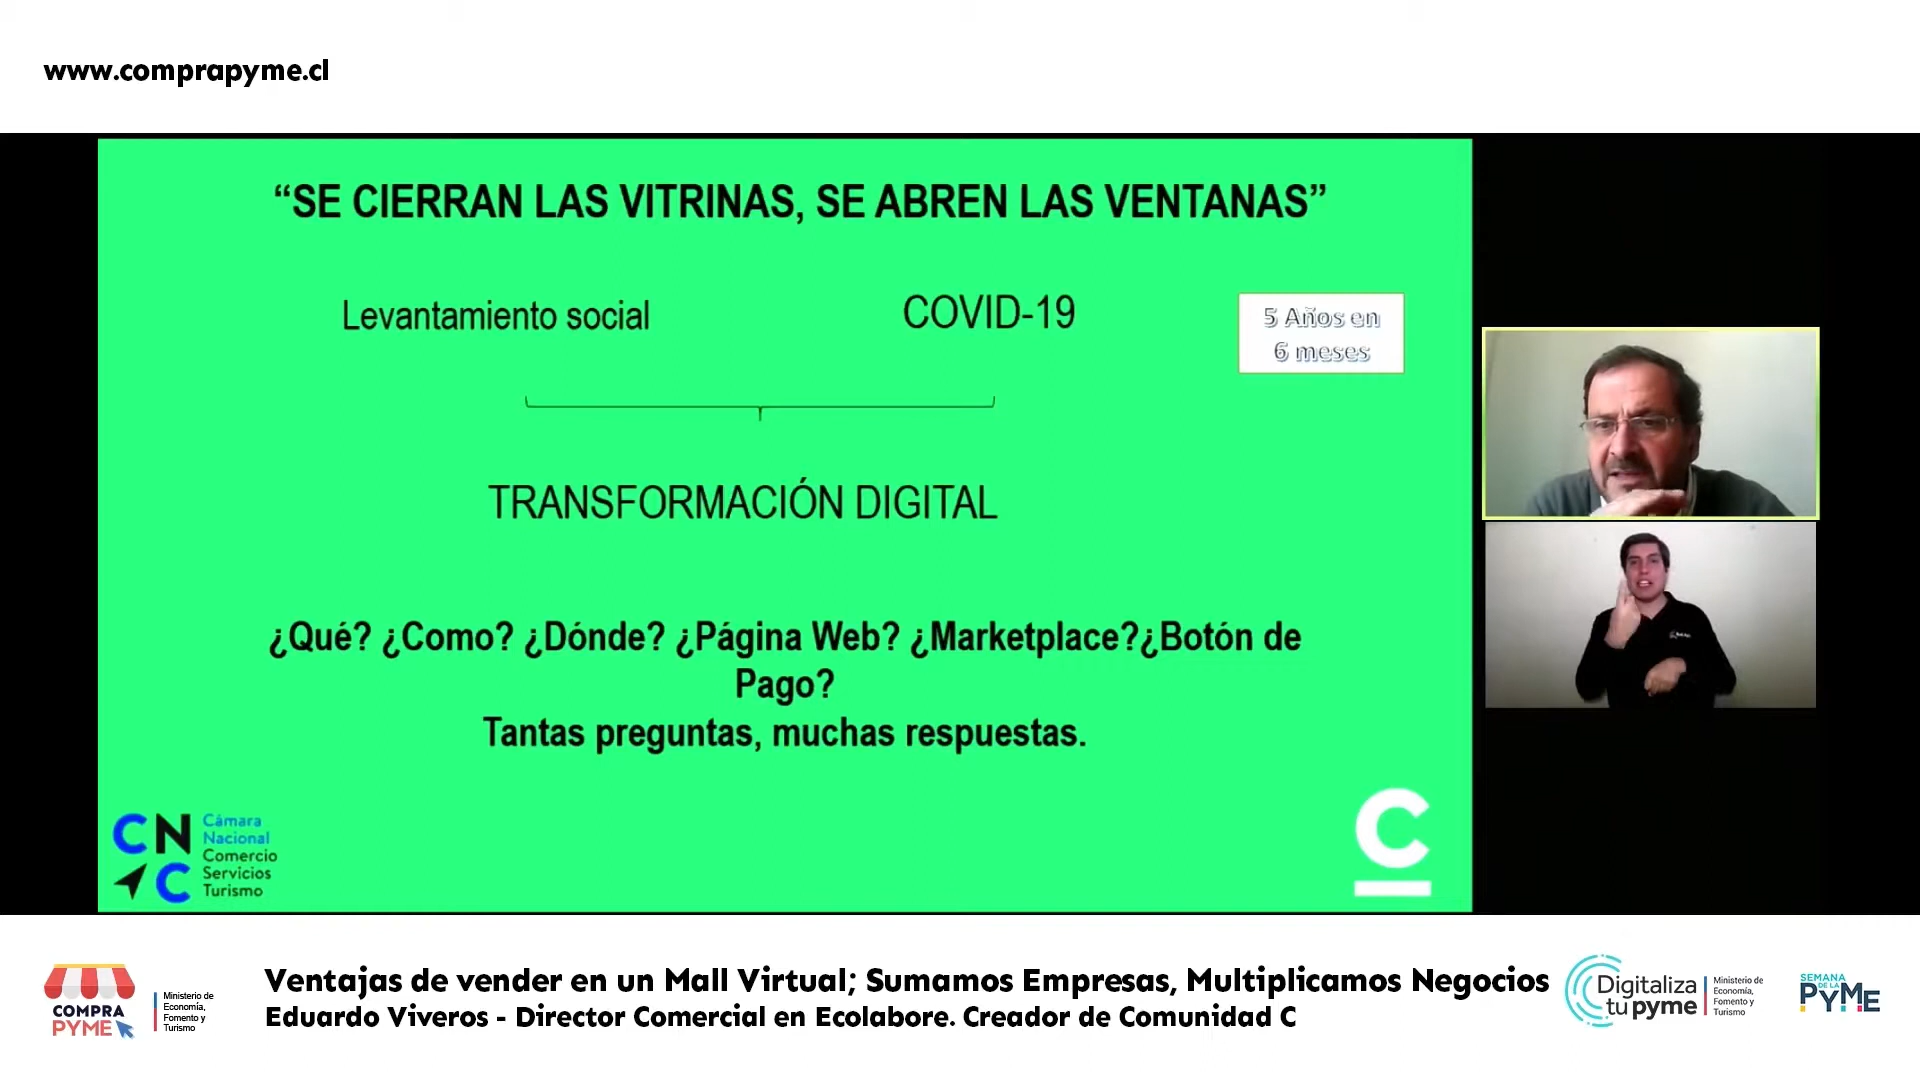 www.comprapyme.cl
“SE CIERRAN LAS VITRINAS, SE ABREN LAS VENTANAS”
Levantamiento social
COVID-19
5 Años en
6 meses
TRANSFORMACIÓN DIGITAL
¿Qué? ¿Como? ¿Dónde? ¿Página Web? ¿Marketplace?¿Botón de
Pago?
Tantas preguntas, muchas respuestas.
CN
C
Cámara
Nacional
Comercio
Servicios
Turismo
C
COMPRA
PYME
Ministerio de
Economía,
Fomento y
Turismo
Ventajas de vender en un Mall Virtual; Sumamos Empresas, Multiplicamos Negocios
Eduardo Viveros - Director Comercial en Ecolabore. Creador de Comunidad C
Digitaliza
tu pyme
Ministerio de
Economía,
Fomento y
Turismo
SEMANA
DE LA
PYME